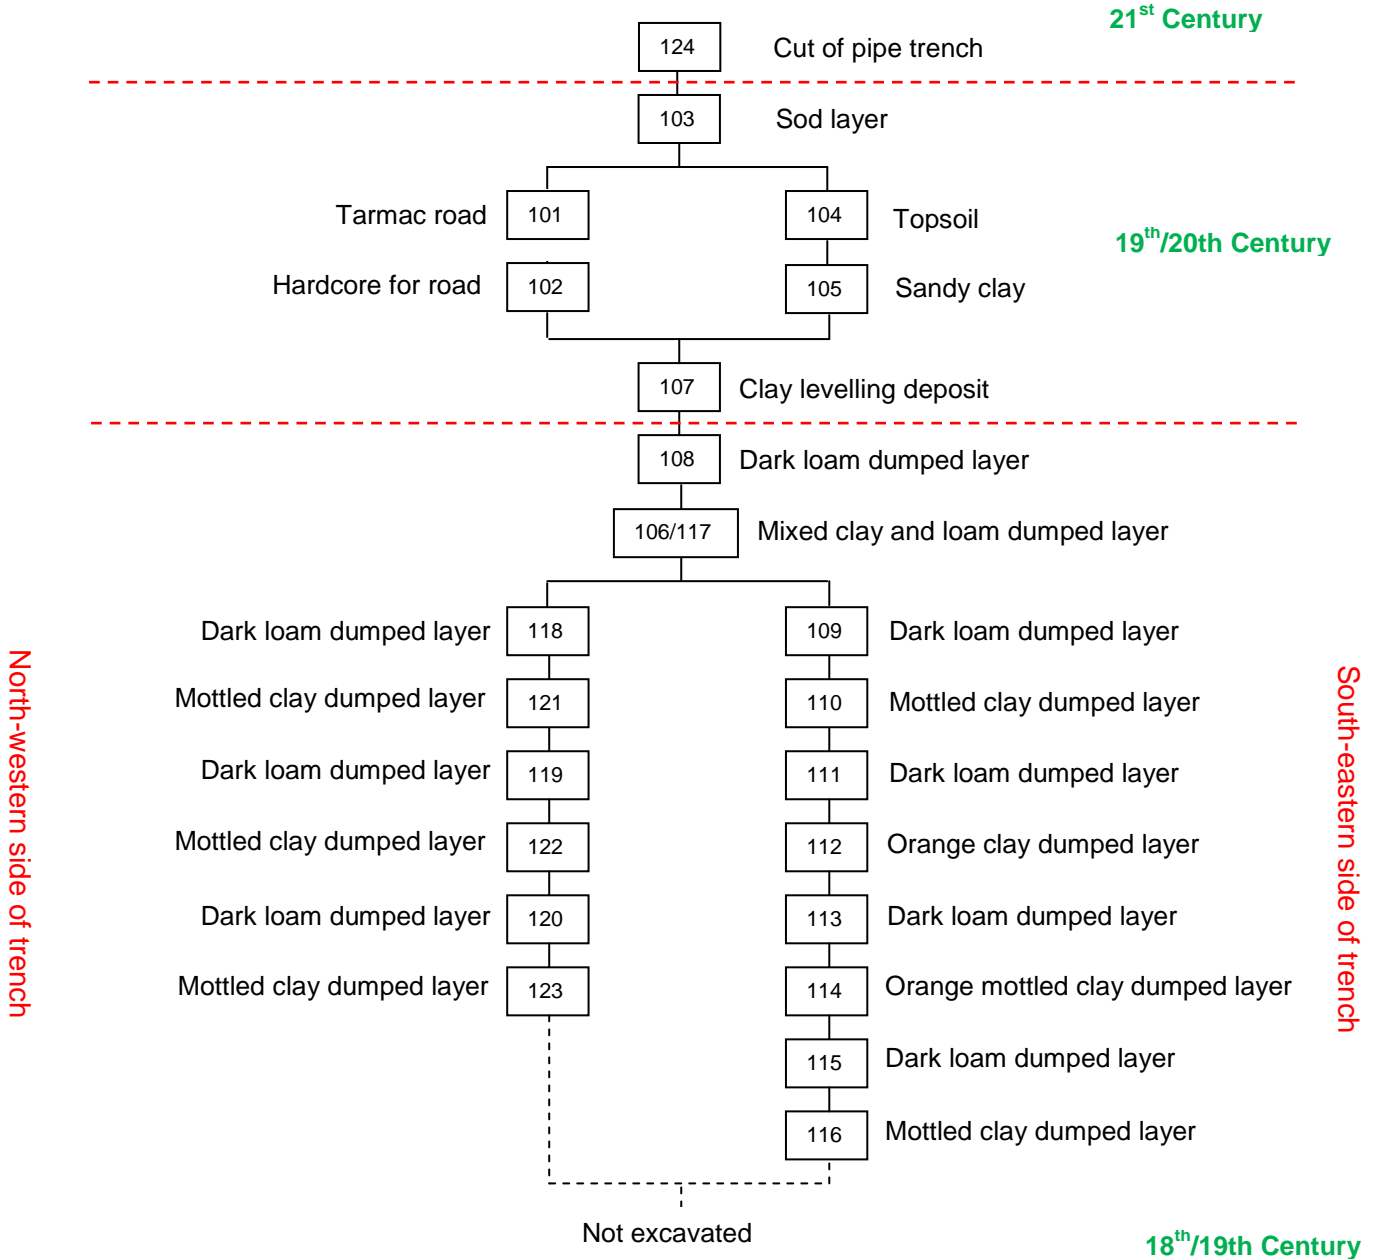 21st Century
124 Cut of pipe trench
103 Sod layer
Tarmac road 101 104 Topsoil
19th/20th Century
Hardcore for road 102 105 Sandy clay
107 Clay levelling deposit
108 Dark loam dumped layer
106/117 Mixed clay and loam dumped layer
Dark loam dumped layer 118 109 Dark loam dumped layer
Mottled clay dumped layer 121 110 Mottled clay dumped layer
Dark loam dumped layer 119 111 Dark loam dumped layer
Mottled clay dumped layer 122 112 Orange clay dumped layer
Dark loam dumped layer 120 113 Dark loam dumped layer
Mottled clay dumped layer 123 114 Orange mottled clay dumped layer
115 Dark loam dumped layer
116 Mottled clay dumped layer
North-western side of trench
South-eastern side of trench
Not excavated
18th/19th Century